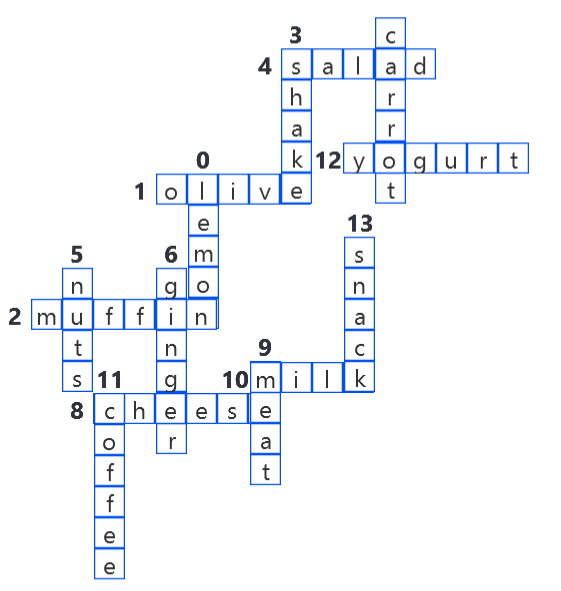 3 c
4 s a l a d
h r
a r
0 k 12 y o g u r t
1 o l i v e t
e 13
5 6 m s
n g o n
2 m u f f i n a
t n 9 c
s 11 g 10 m i l k
8 c h e e s e
o r a
f t
f
e
e